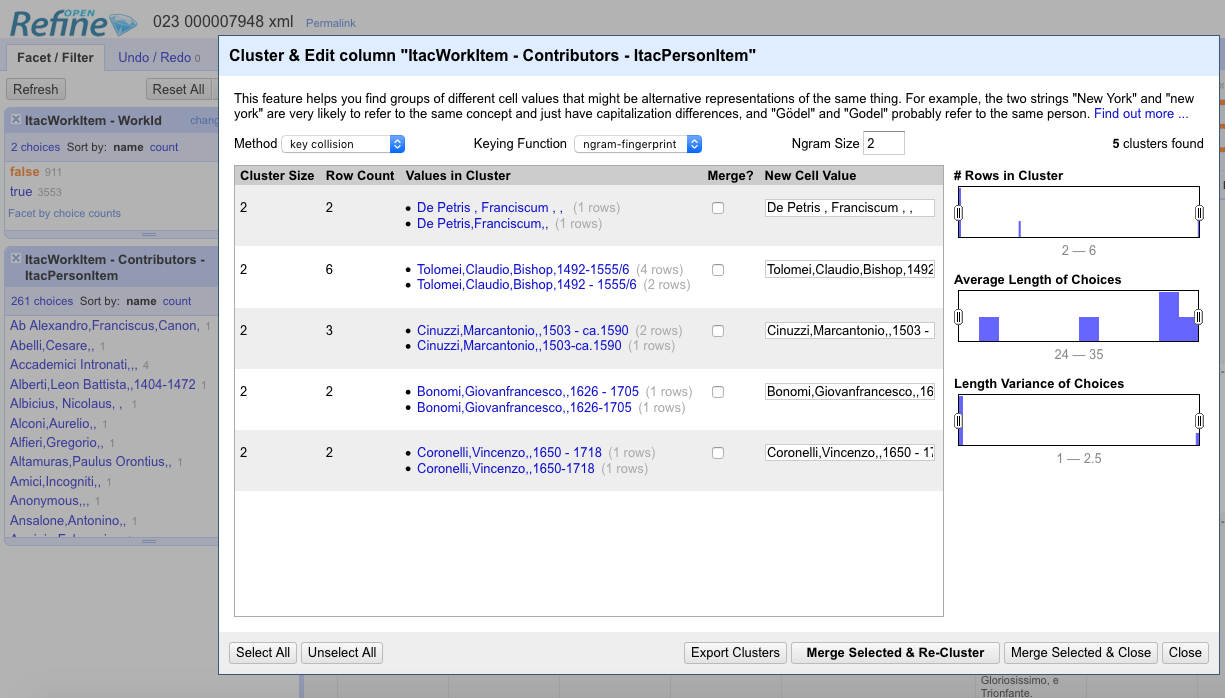 OPEN
Refine
023 000007948 xml Permalink
Facet / Filter Undo / Redo 0
Refresh Reset All
ItacWorkItem - WorkId chang
2 choices Sort by: name count
false 911
true 3553
Facet by choice counts
ItacWorkItem - Contributors -
ItacPersonItem
261 choices Sort by: name count
Ab Alexandro,Franciscus,Canon, 1
Abelli,Cesare,, 1
Accademici Intronati,,, 4
Alberti,Leon Battista,,1404-1472 1
Albicius, Nicolaus, , 1
Alconi,Aurelio,, 1
Alfieri,Gregorio,, 1
Altamuras,Paulus Orontius,, 1
Amici,Incogniti,, 1
Anonymous,,, 1
Ansalone,Antonino,, 1
Cluster & Edit column "ItacWorkItem - Contributors - ItacPersonItem"
This feature helps you find groups of different cell values that might be alternative representations of the same thing. For example, the two strings "New York" and "new
york" are very likely to refer to the same concept and just have capitalization differences, and "Gödel" and "Godel" probably refer to the same person. Find out more ...
Method key collision Keying Function ngram-fingerprint Ngram Size 2 5 clusters found
Cluster Size Row Count Values in Cluster Merge? New Cell Value
2 2 • De Petris , Franciscum , , (1 rows) De Petris , Franciscum , ,
• De Petris,Franciscum,, (1 rows)
2 6 • Tolomei,Claudio,Bishop,1492-1555/6 (4 rows) Tolomei,Claudio,Bishop,1492
• Tolomei,Claudio,Bishop,1492 - 1555/6 (2 rows)
2 3 • Cinuzzi,Marcantonio,,1503 - ca.1590 (2 rows) Cinuzzi,Marcantonio,,1503 -
• Cinuzzi,Marcantonio,,1503-ca.1590 (1 rows)
2 2 • Bonomi,Giovanfrancesco,,1626 - 1705 (1 rows) Bonomi,Giovanfrancesco,,16
• Bonomi,Giovanfrancesco,,1626-1705 (1 rows)
2 2 • Coronelli,Vincenzo,,1650 - 1718 (1 rows) Coronelli,Vincenzo,,1650 - 17
• Coronelli,Vincenzo,,1650-1718 (1 rows)
# Rows in Cluster
2 — 6
Average Length of Choices
24 — 35
Length Variance of Choices
1 — 2.5
Select All Unselect All Export Clusters Merge Selected & Re-Cluster Merge Selected & Close Close
Gloriosissimo, e
Trionfante,